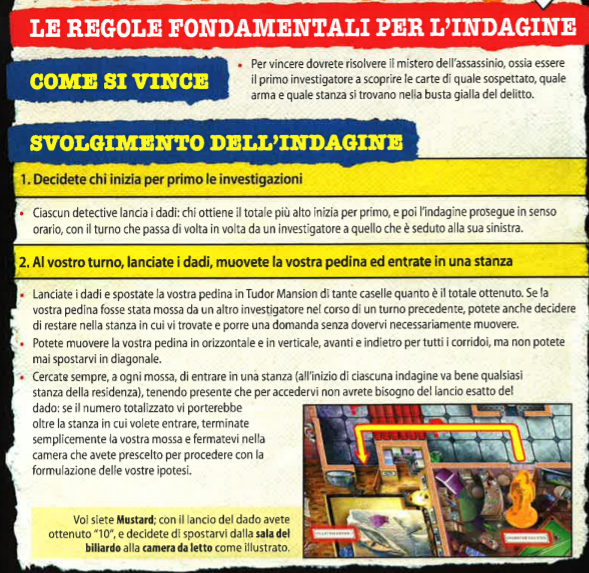 LE REGOLE FONDAMENTALI PER L'INDAGINE
COME SI VINCE
• Per vincere dovrete risolvere il mistero dell'assassinio, ossia essere
il primo investigatore a scoprire le carte di quale sospettato, quale
arma e quale stanza si trovano nella busta gialla del delitto.
SVOLGIMENTO DELL'INDAGINE
1. Decidete chi inizia per primo le investigazioni
• Ciascun detective lancia i dadi: chi ottiene il totale più alto inizia per primo, e poi l'indagine prosegue in senso
orario, con il turno che passa di volta in volta da un investigatore a quello che è seduto alla sua sinistra.
2. Al vostro turno, lanciate i dadi, muovete la vostra pedina ed entrate in una stanza
• Lanciate i dadi e spostate la vostra pedina in Tudor Mansion di tante caselle quanto è il totale ottenuto. Se la
vostra pedina fosse stata mossa da un altro investigatore nel corso di un turno precedente, potete anche decidere
di restare nella stanza in cui vi trovate e porre una domanda senza dovervi necessariamente muovere.
• Potete muovere la vostra pedina in orizzontale e in verticale, avanti e indietro per tutti i corridoi, ma non potete
mai spostarvi in diagonale.
• Cercate sempre, a ogni mossa, di entrare in una stanza (all'inizio di ciascuna indagine va bene qualsiasi
stanza della residenza), tenendo presente che per accedervi non avrete bisogno del lancio esatto del
dado: se il numero totalizzato vi porterebbe
oltre la stanza in cui volete entrare, terminate
semplicemente la vostra mossa e fermatevi nella
camera che avete prescelto per procedere con la
formulazione delle vostre ipotesi.
Voi siete Mustard; con il lancio del dado avete
ottenuto "10", e decidete di spostarvi dalla sala del
biliardo alla camera da letto come illustrato.